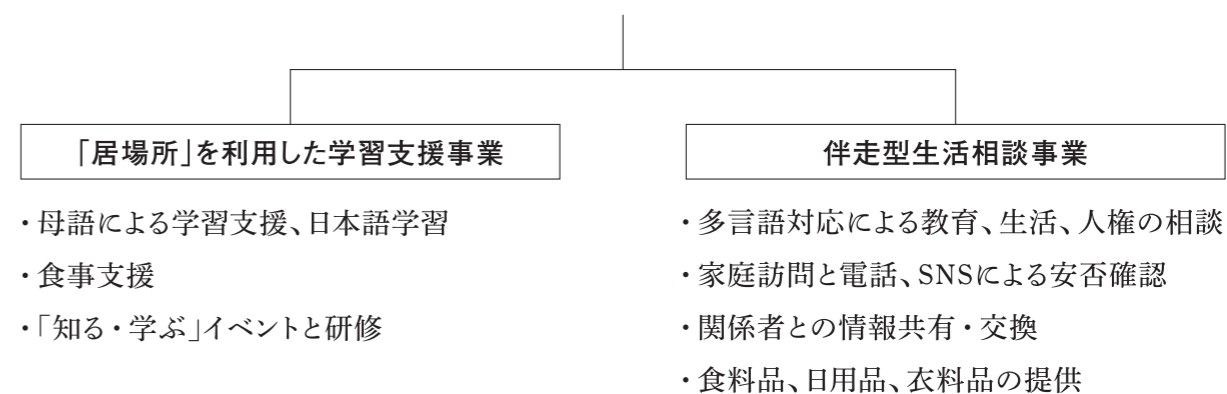 「居場所」を利用した学習支援事業
・母語による学習支援、日本語学習
・食事支援
・「知る・学ぶ」イベントと研修
伴走型生活相談事業
・多言語対応による教育、生活、人権の相談
・家庭訪問と電話、SNSによる安否確認
・関係者との情報共有・交換
・食料品、日用品、衣料品の提供